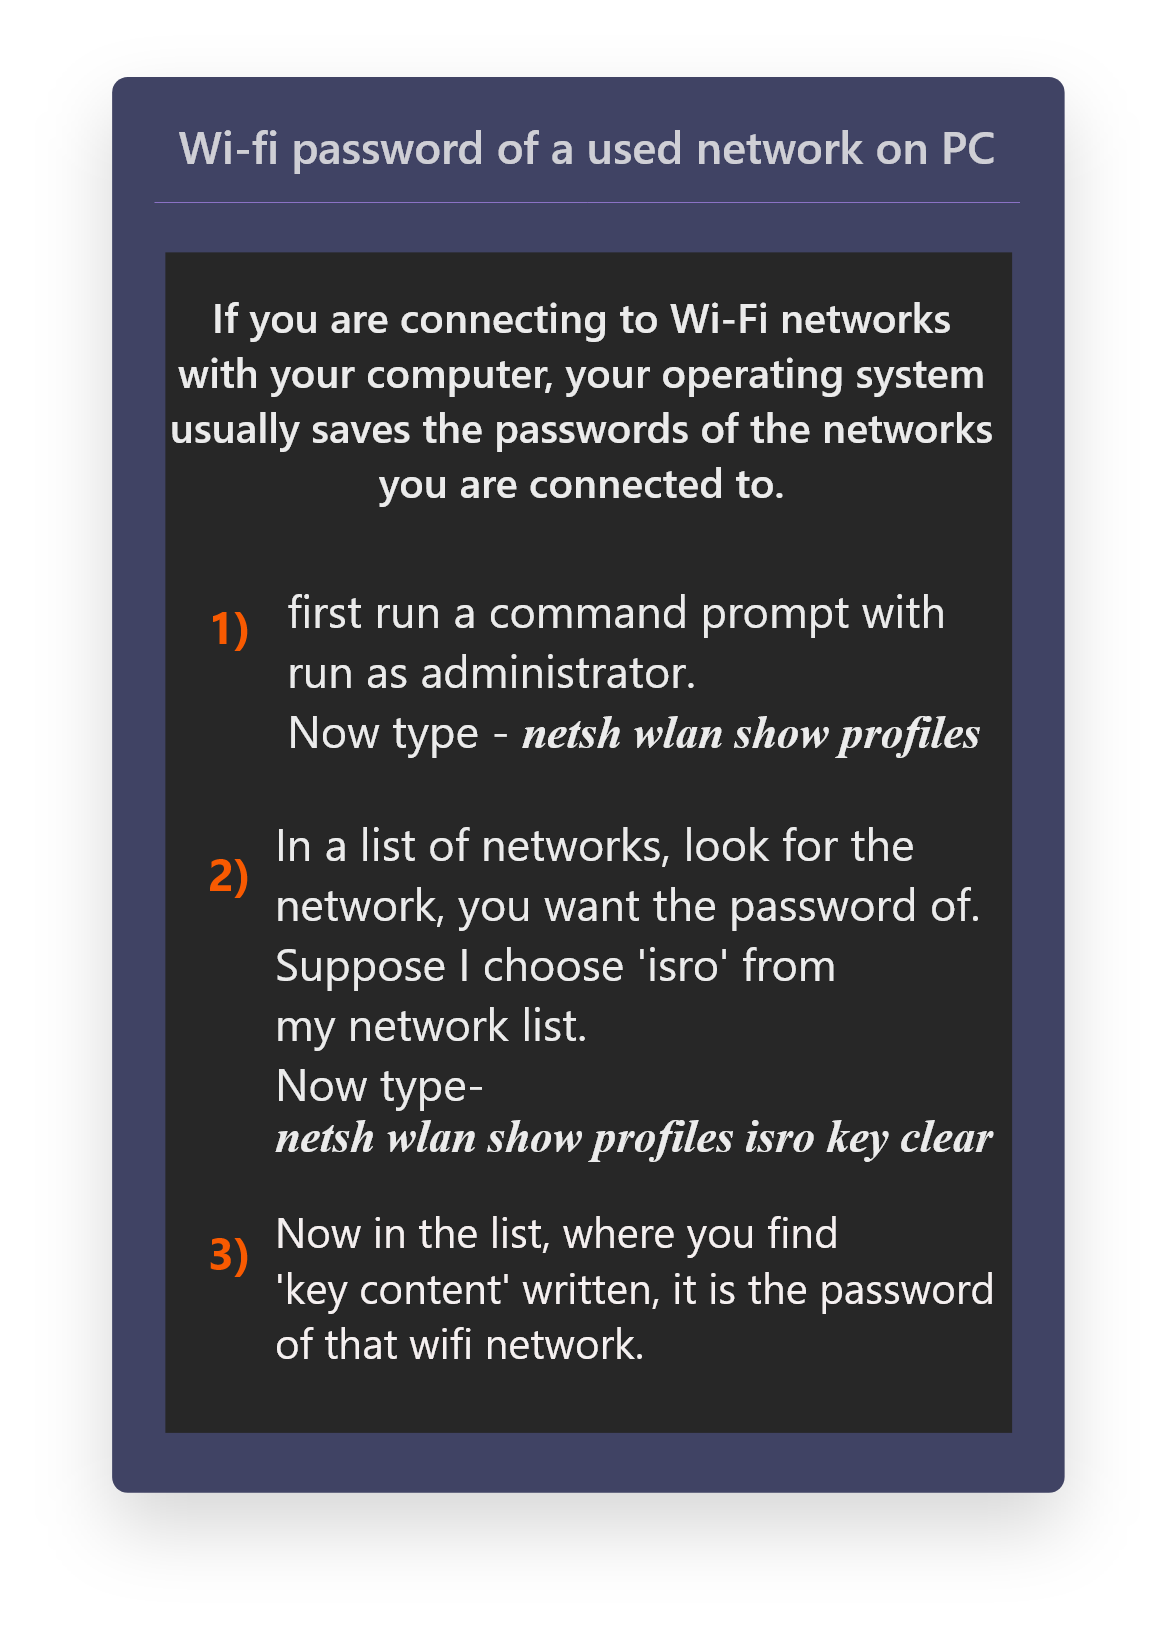 Wi-fi password of a used network on PC
If you are connecting to Wi-Fi networks
with your computer, your operating system
usually saves the passwords of the networks
you are connected to.
1) first run a command prompt with
run as administrator.
Now type - netsh wlan show profiles
2) In a list of networks, look for the
network, you want the password of.
Suppose I choose 'isro' from
my network list.
Now type-
netsh wlan show profiles isro key clear
3) Now in the list, where you find
'key content' written, it is the password
of that wifi network.